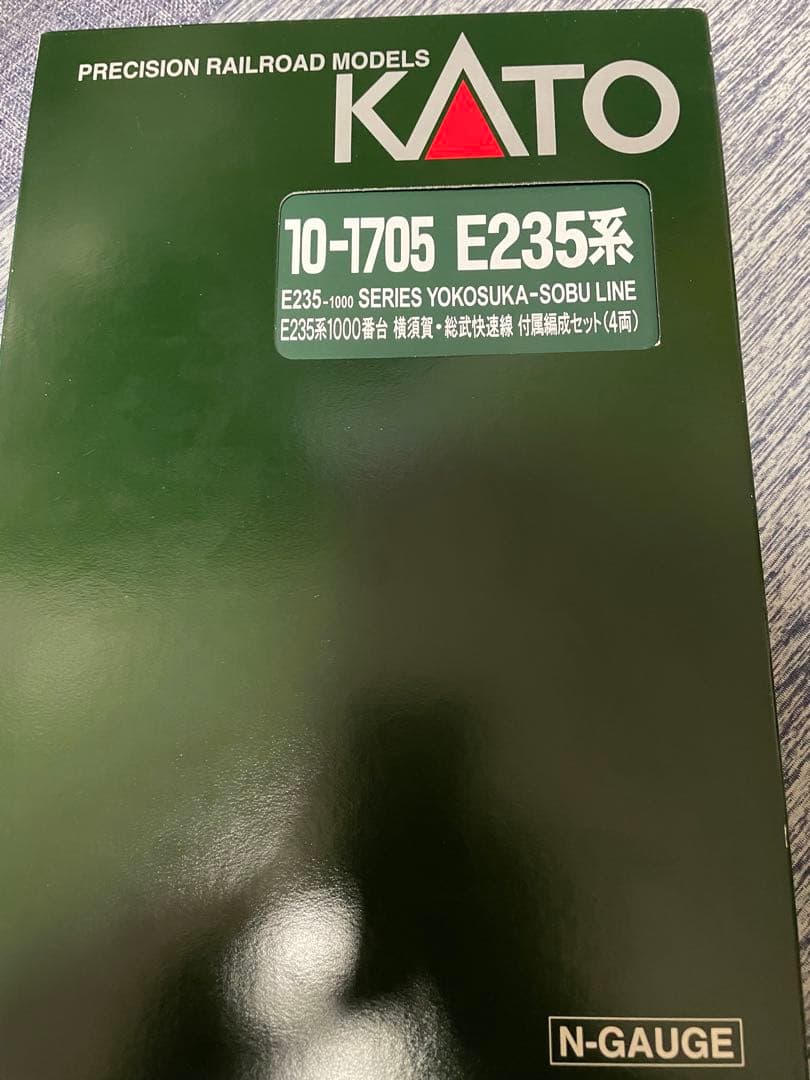 PRECISION RAILROAD MODELS
KATO
10-1705 E235系
E235-1000 SERIES YOKOSUKA-SOBU LINE
E235系1000番台 横須賀・総武快速線 付属編成セット(4両)
N-GAUGE